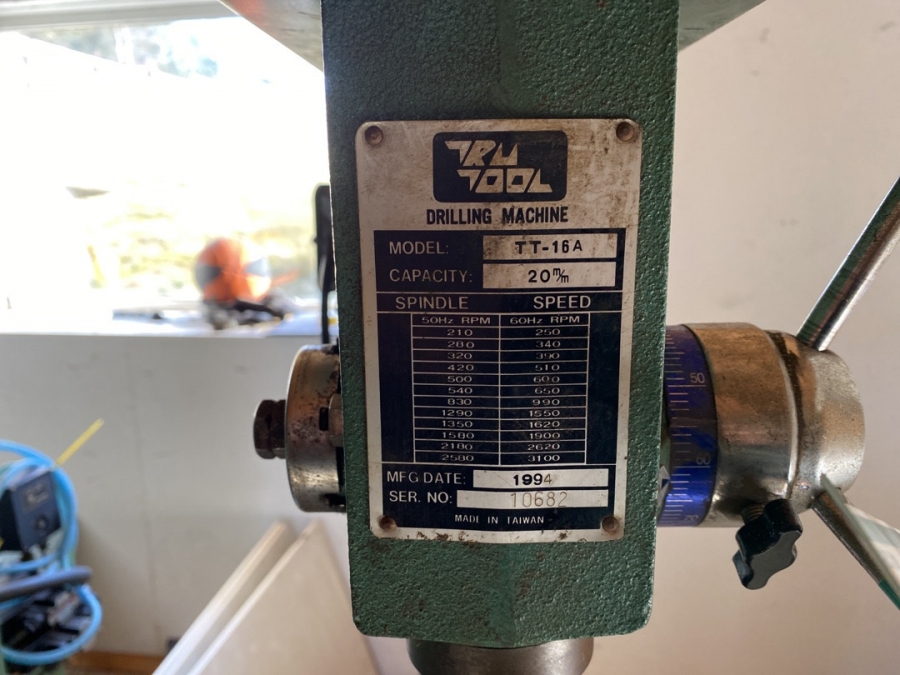 TRU
TOOL
DRILLING MACHINE
MODEL: TT-16A
CAPACITY: 20 m/m
SPINDLE SPEED
50Hz RPM 60Hz RPM
210 250
280 340
320 390
420 510
500 600
540 650
830 990
1290 1550
1350 1620
1580 1900
2180 2620
2580 3100
MFG DATE: 1994
SER. NO: 10682
MADE IN TAIWAN
50
60